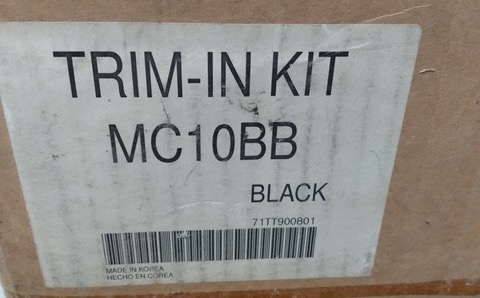 TRIM-IN KIT
MC10BB
BLACK
71TT900801
MADE IN KOREA
HECHO EN COREA